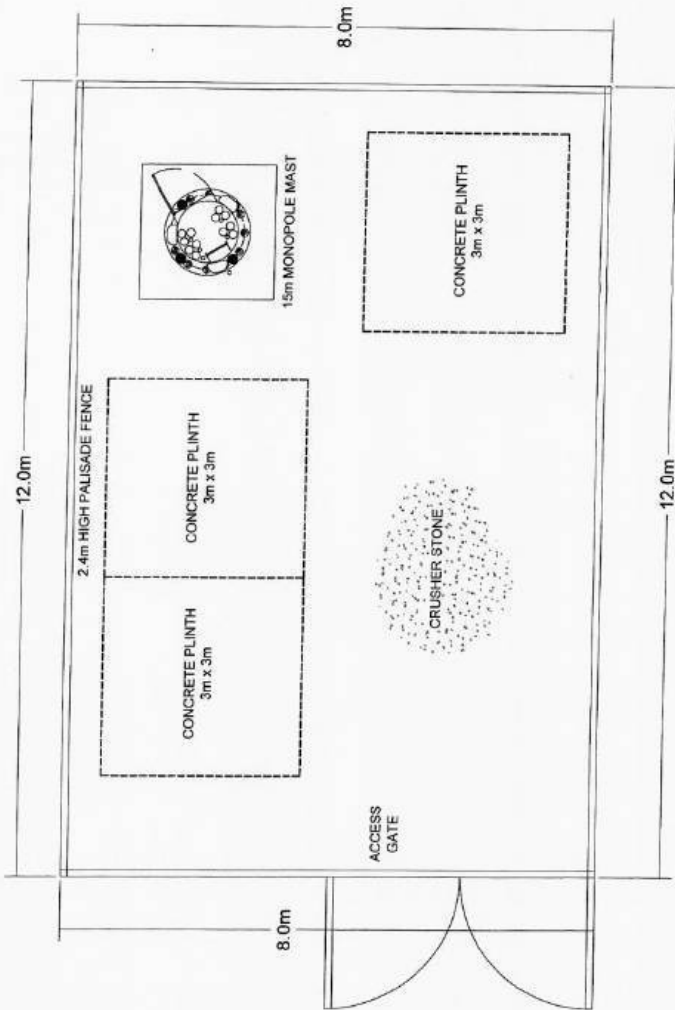 12.0m
2.4m HIGH PALISADE FENCE
8.0m
CONCRETE PLINTH
3m x 3m
CONCRETE PLINTH
3m x 3m
15m MONOPOLE MAST
ACCESS
GATE
CRUSHER STONE
CONCRETE PLINTH
3m x 3m
8.0m
12.0m